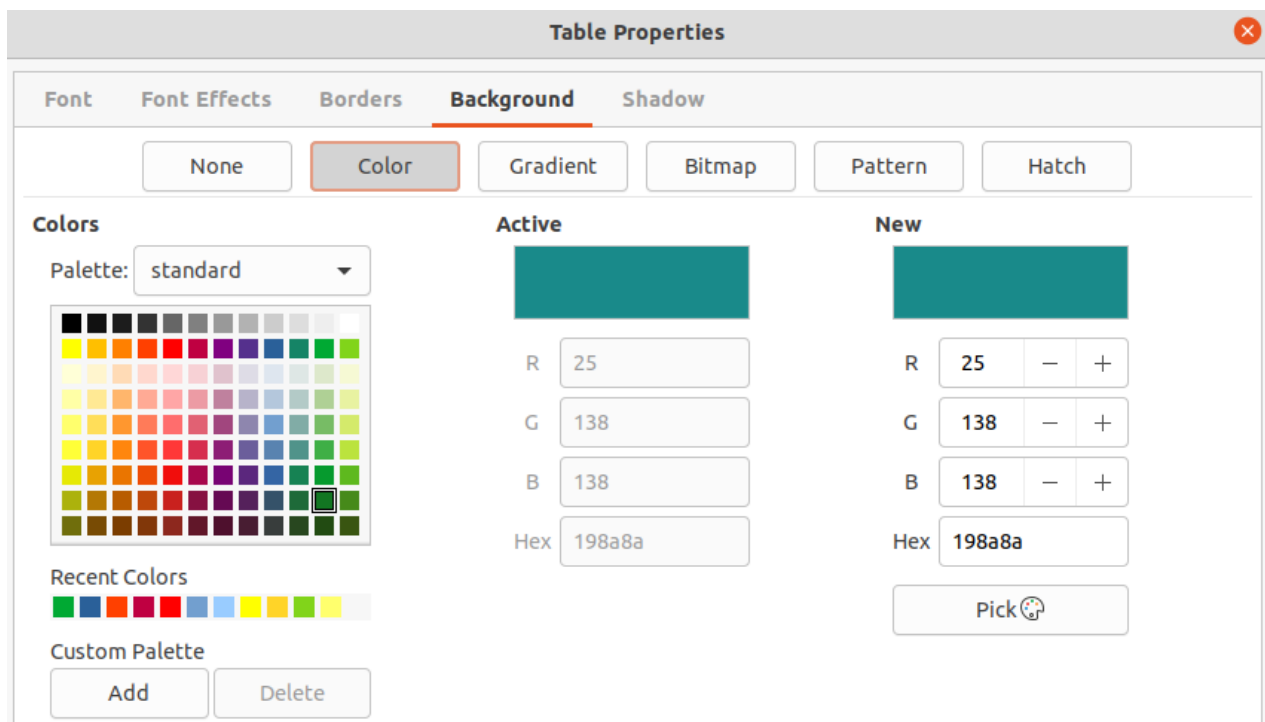 Table Properties
Font Font Effects Borders Background Shadow
None Color Gradient Bitmap Pattern Hatch
Colors Active New
Palette: standard
R 25 R 25 − +
G 138 G 138 − +
B 138 B 138 − +
Hex 198a8a Hex 198a8a
Recent Colors
Pick
Custom Palette
Add Delete